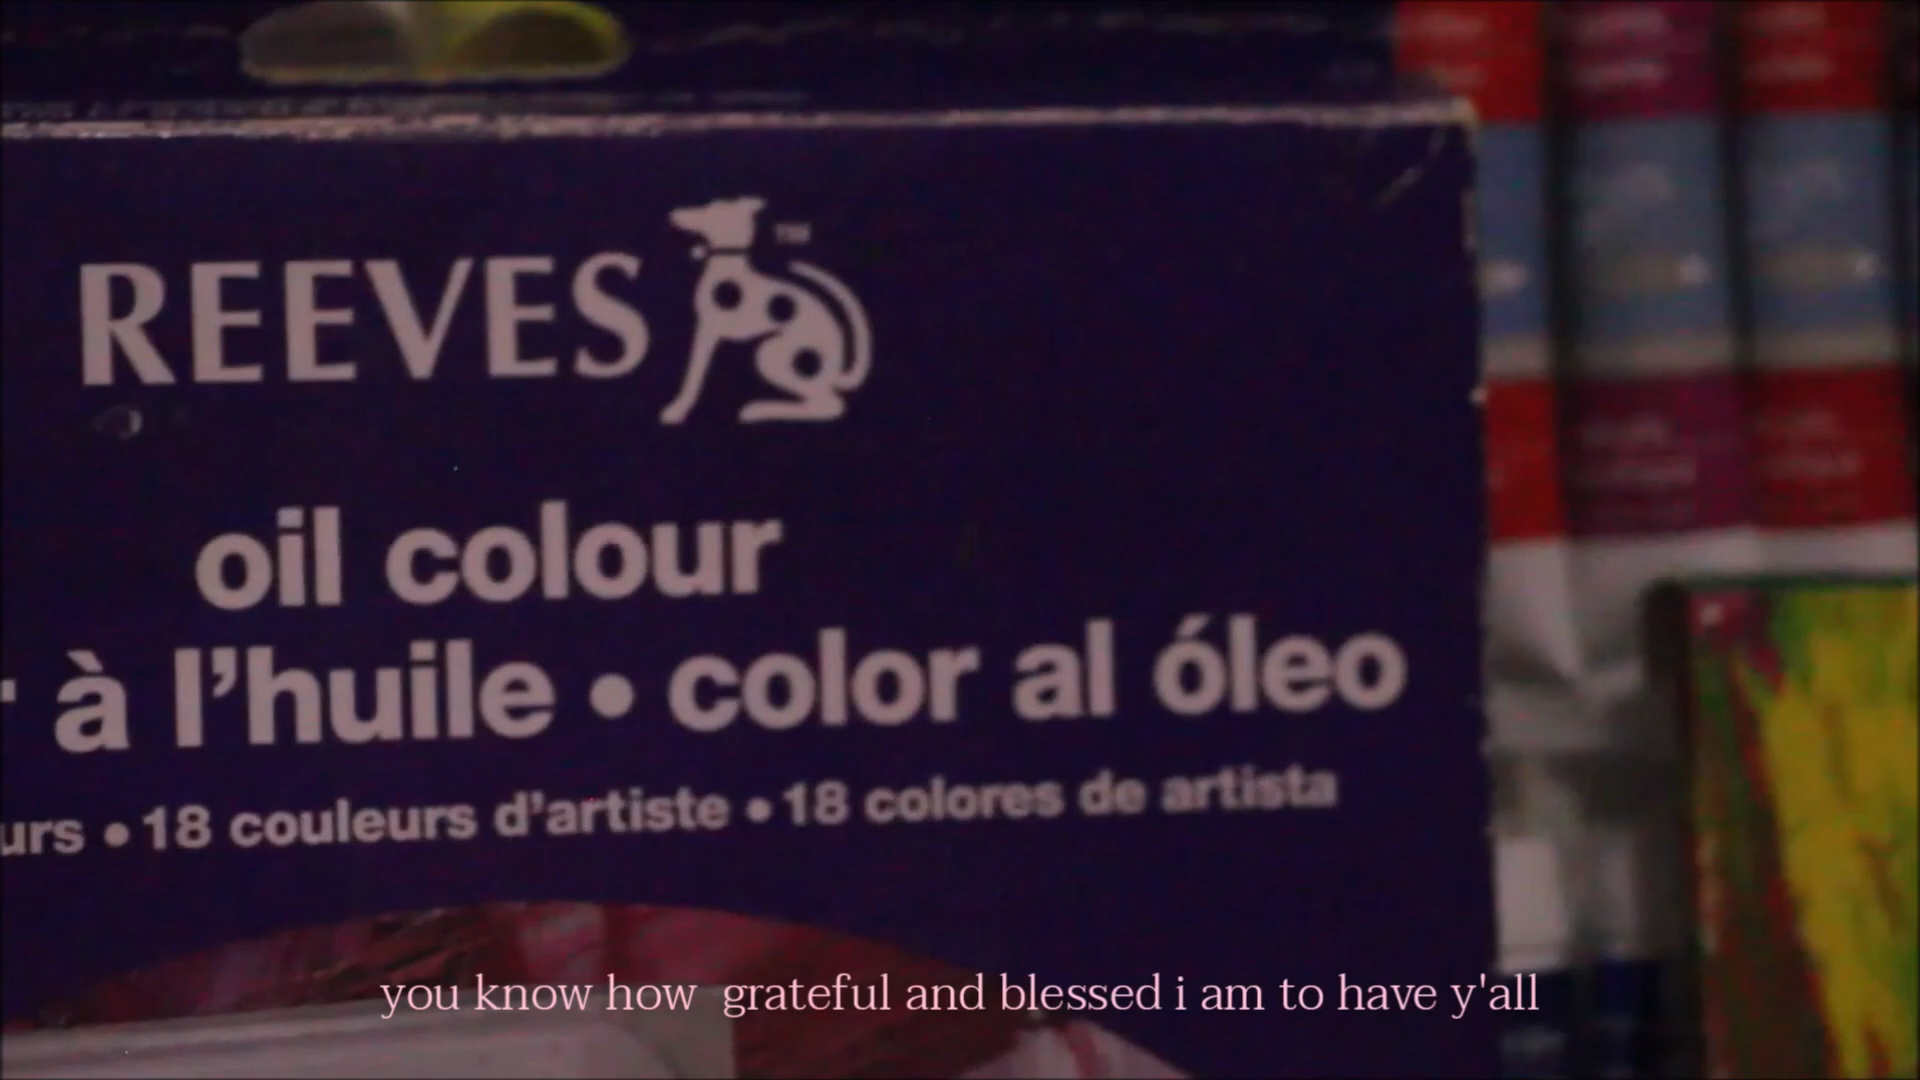 REEVES ™
oil colour
à l'huile • color al óleo
urs • 18 couleurs d'artiste • 18 colores de artista
you know how  grateful and blessed i am to have y'all